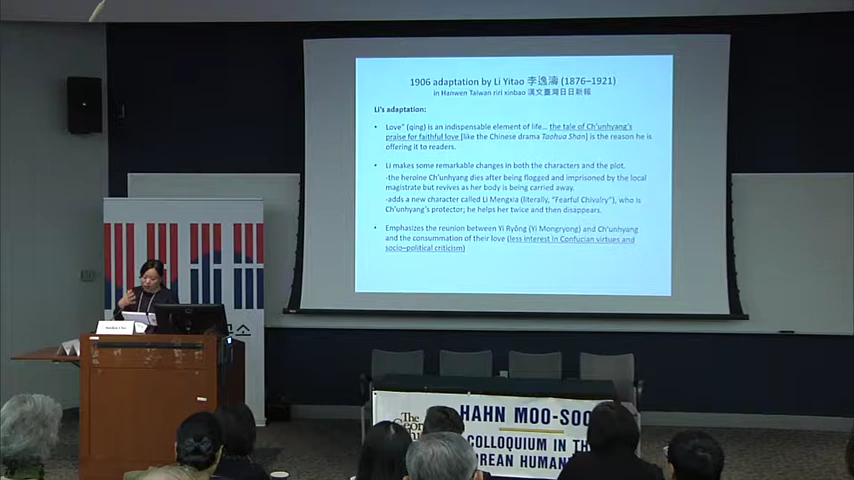 1906 adaptation by Li Yitao 李逸濤 (1876–1921)
in Hanwen Taiwan riri xinbao 漢文臺灣日日新報
Li's adaptation:
• Love" (qing) is an indispensable element of life... the tale of Ch'unhyang's
praise for faithful love [like the Chinese drama Taohua Shan] is the reason he is
offering it to readers.
• Li makes some remarkable changes in both the characters and the plot.
-the heroine Ch'unhyang dies after being flogged and imprisoned by the local
magistrate but revives as her body is being carried away.
-adds a new character called Li Mengxia (literally, "Fearful Chivalry"), who is
Ch'unhyang's protector; he helps her twice and then disappears.
• Emphasizes the reunion between Yi Ryŏng (Yi Mongryong) and Ch'unhyang
and the consummation of their love (less interest in Confucian virtues and
socio–political criticism)
소
The
HAHN MOO-SOO
COLLOQUIUM IN TH
REAN HUMAN